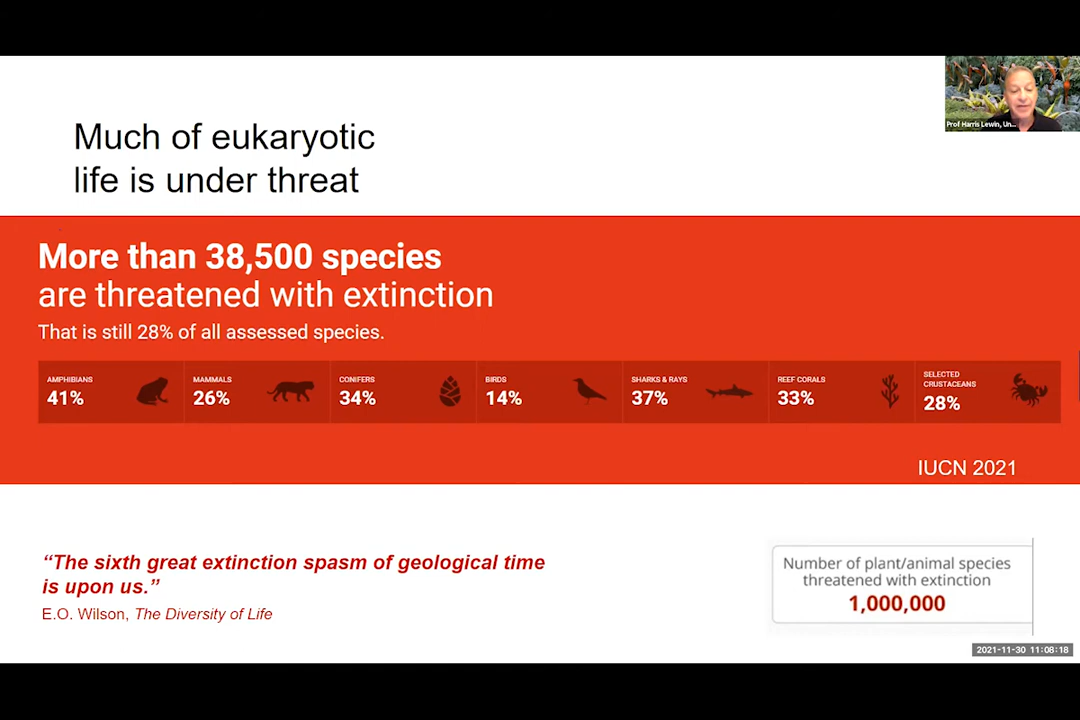 Much of eukaryotic
life is under threat
Prof Harris Lewin, Un...
More than 38,500 species
are threatened with extinction
That is still 28% of all assessed species.
AMPHIBIANS
41%
MAMMALS
26%
CONIFERS
34%
BIRDS
14%
SHARKS & RAYS
37%
REEF CORALS
33%
SELECTED
CRUSTACEANS
28%
IUCN 2021
“The sixth great extinction spasm of geological time
is upon us.”
E.O. Wilson, The Diversity of Life
Number of plant/animal species
threatened with extinction
1,000,000
2021-11-30 11:08:18